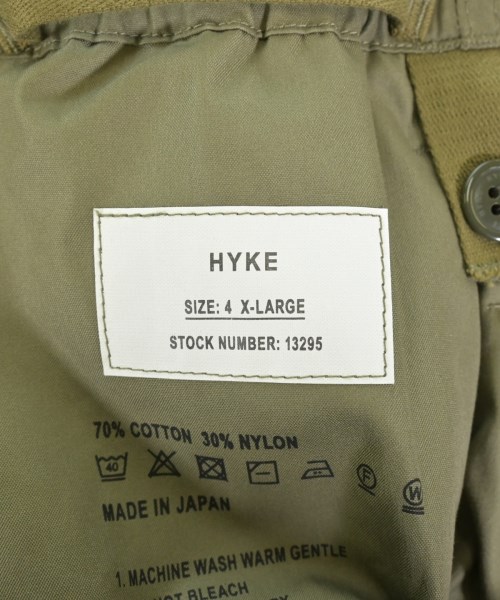 HYKE
SIZE: 4 X-LARGE
STOCK NUMBER: 13295
70% COTTON 30% NYLON
40
F
W
MADE IN JAPAN
1. MACHINE WASH WARM GENTLE
NOT BLEACH